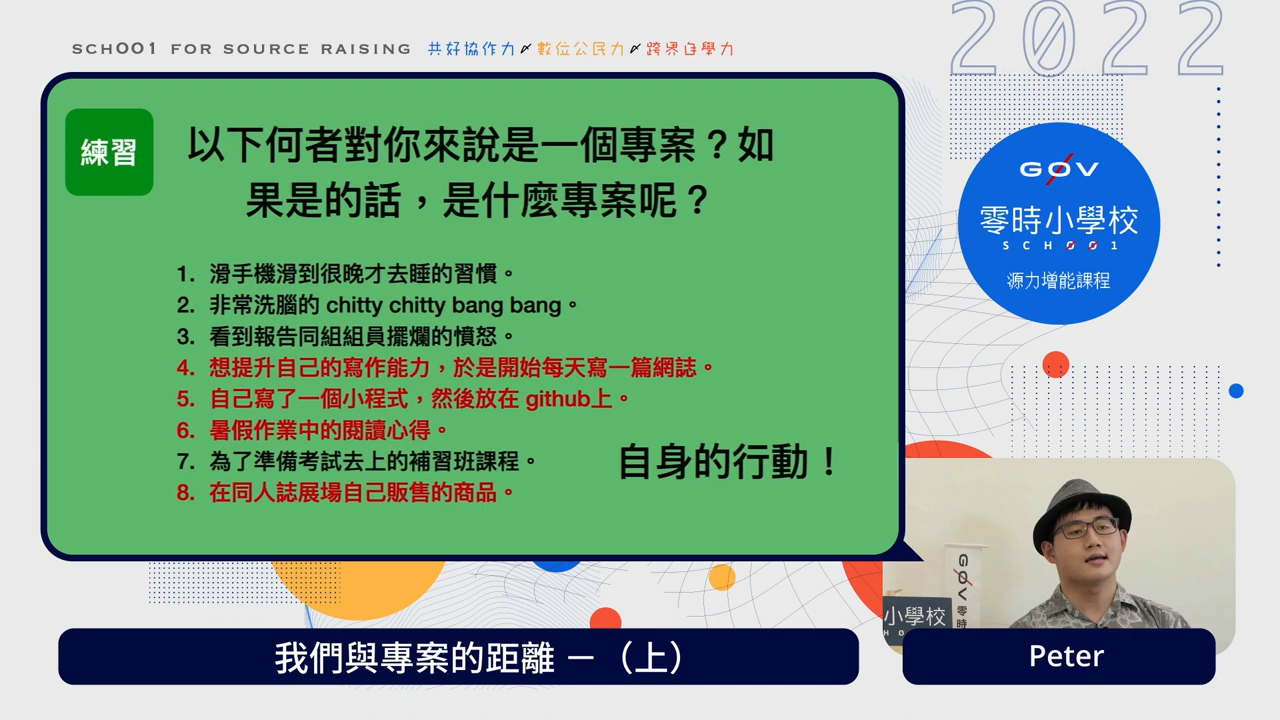 SCH001 FOR SOURCE RAISING 共好協作力 數位公民力 跨界自學力
2022
練習
以下何者對你來說是一個專案？如
果是的話，是什麼專案呢？
1. 滑手機滑到很晚才去睡的習慣。
2. 非常洗腦的 chitty chitty bang bang。
3. 看到報告同組組員擺爛的憤怒。
4. 想提升自己的寫作能力，於是開始每天寫一篇網誌。
5. 自己寫了一個小程式，然後放在 github上。
6. 暑假作業中的閱讀心得。
7. 為了準備考試去上的補習班課程。
8. 在同人誌展場自己販售的商品。
自身的行動！
G0V
零時小學校
SCH001
源力增能課程
G0V 零時
小學校
我們與專案的距離 — （上）
Peter